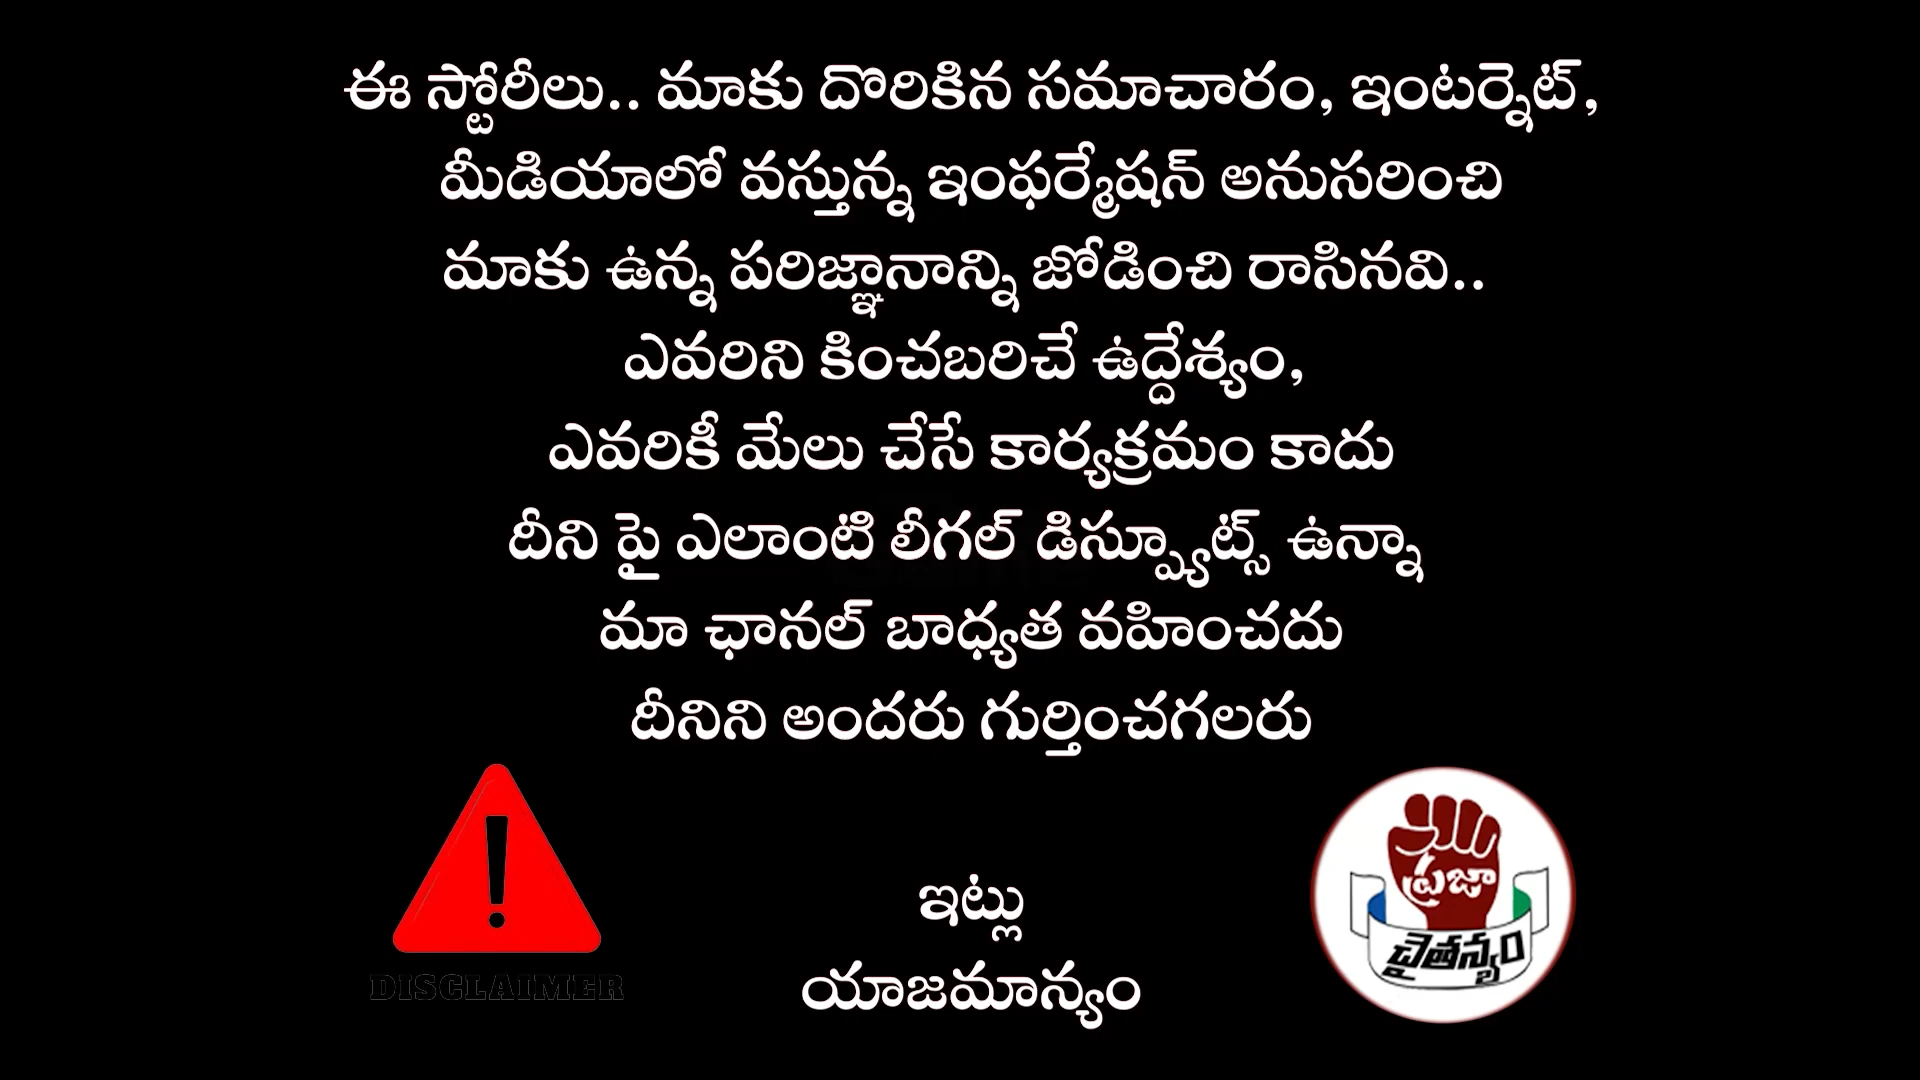 ఈ స్టోరీలు.. మాకు దొరికిన సమాచారం, ఇంటర్నెట్,
మీడియాలో వస్తున్న ఇంఫర్మేషన్ అనుసరించి
మాకు ఉన్న పరిజ్ఞానాన్ని జోడించి రాసినవి..
ఎవరిని కించబరిచే ఉద్దేశ్యం,
ఎవరికీ మేలు చేసే కార్యక్రమం కాదు
దీని పై ఎలాంటి లీగల్ డిస్ప్యూట్స్ ఉన్నా
మా ఛానల్ బాధ్యత వహించదు
దీనిని అందరు గుర్తించగలరు
ఇట్లు
యాజమాన్యం
DISCLAIMER
ప్రజా
చైతన్యం